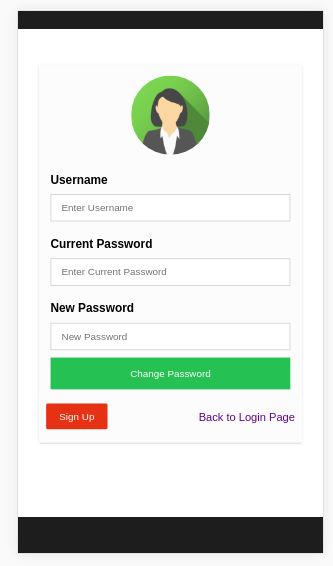 Username
Enter Username
Current Password
Enter Current Password
New Password
New Password
Change Password
Sign Up Back to Login Page